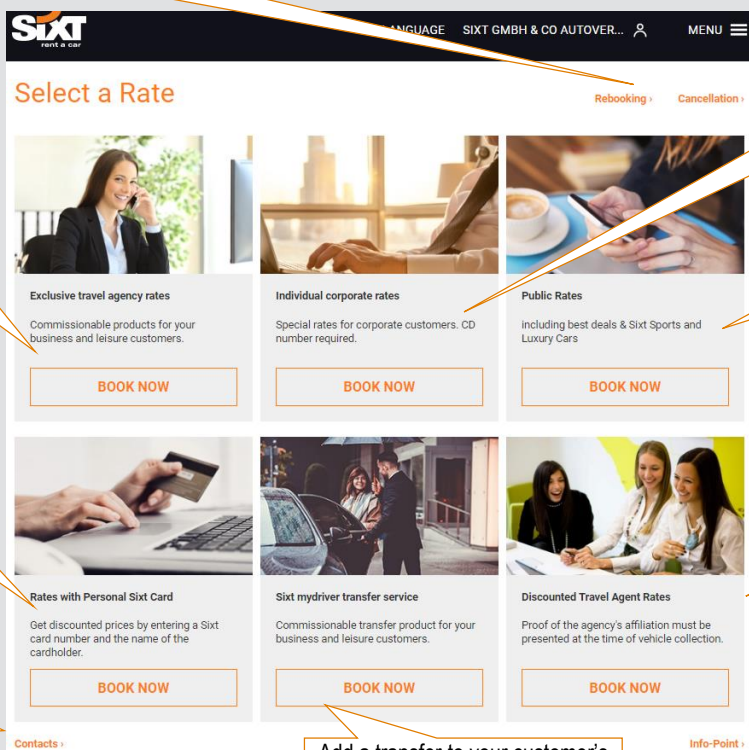 SIXT
rent a car
ANGUAGE SIXT GMBH & CO AUTOVER... MENU
Select a Rate
Rebooking › Cancellation ›
Exclusive travel agency rates
Commissionable products for your
business and leisure customers.
BOOK NOW
Individual corporate rates
Special rates for corporate customers. CD
number required.
BOOK NOW
Public Rates
including best deals & Sixt Sports and
Luxury Cars
BOOK NOW
Rates with Personal Sixt Card
Get discounted prices by entering a Sixt
card number and the name of the
cardholder.
BOOK NOW
Sixt mydriver transfer service
Commissionable transfer product for your
business and leisure customers.
BOOK NOW
Discounted Travel Agent Rates
Proof of the agency's affiliation must be
presented at the time of vehicle collection.
BOOK NOW
Contacts ›
Add a transfer to your customer's
Info-Point ›